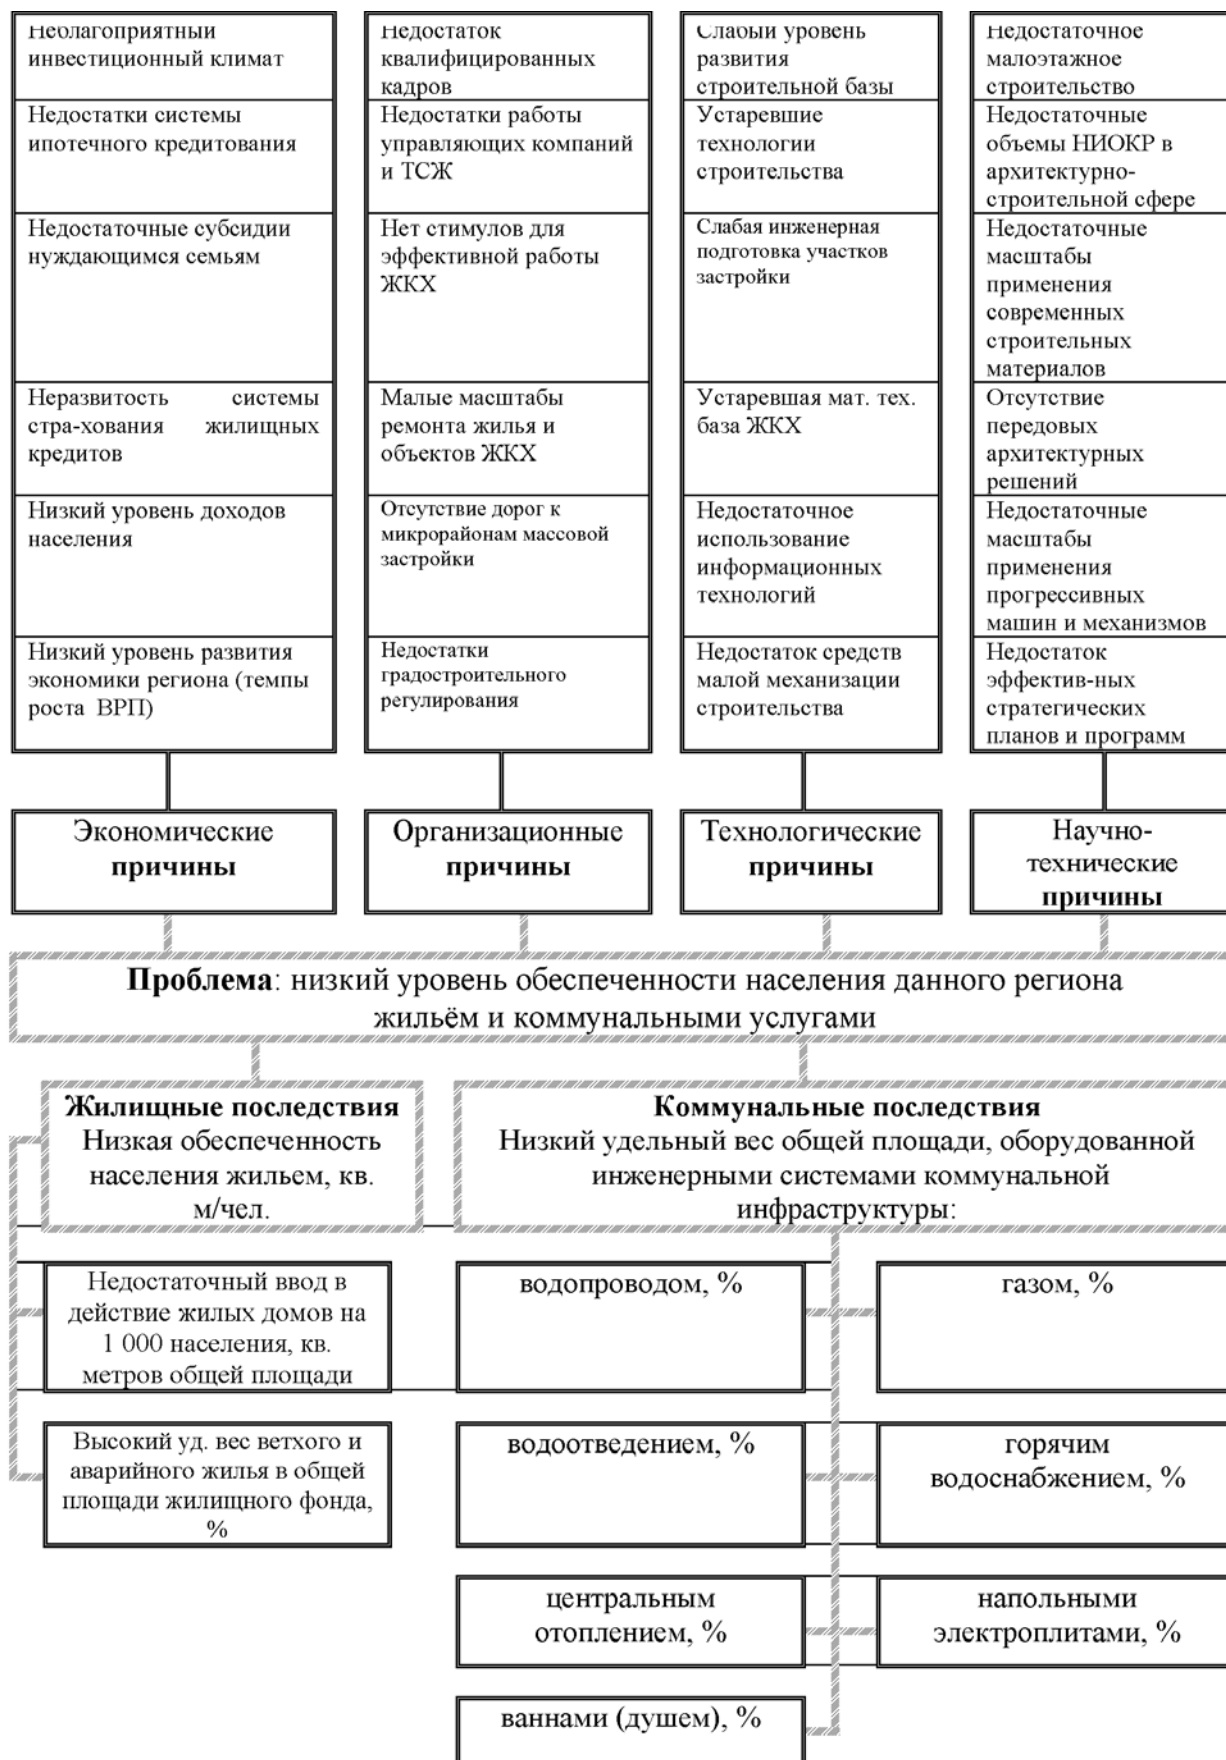 Неблагоприятный
инвестиционный климат
Недостатки системы
ипотечного кредитования
Недостаточные субсидии
нуждающимся семьям
Неразвитость системы
стра-хования жилищных
кредитов
Низкий уровень доходов
населения
Низкий уровень развития
экономики региона (темпы
роста ВРП)
Экономические
причины
Недостаток
квалифицированных
кадров
Недостатки работы
управляющих компаний
и ТСЖ
Нет стимулов для
эффективной работы
ЖКХ
Малые масштабы
ремонта жилья и
объектов ЖКХ
Отсутствие дорог к
микрорайонам массовой
застройки
Недостатки
градостроительного
регулирования
Организационные
причины
Слабый уровень
развития
строительной базы
Устаревшие
технологии
строительства
Слабая инженерная
подготовка участков
застройки
Устаревшая мат. тех.
база ЖКХ
Недостаточное
использование
информационных
технологий
Недостаток средств
малой механизации
строительства
Технологические
причины
Недостаточное
малоэтажное
строительство
Недостаточные
объемы НИОКР в
архитектурно-
строительной сфере
Недостаточные
масштабы
применения
современных
строительных
материалов
Отсутствие
передовых
архитектурных
решений
Недостаточные
масштабы
применения
прогрессивных
машин и механизмов
Недостаток
эффектив-ных
стратегических
планов и программ
Научно-
технические
причины
Проблема: низкий уровень обеспеченности населения данного региона
жильём и коммунальными услугами
Жилищные последствия
Низкая обеспеченность
населения жильем, кв.
м/чел.
Недостаточный ввод в
действие жилых домов на
1 000 населения, кв.
метров общей площади
Высокий уд. вес ветхого и
аварийного жилья в общей
площади жилищного фонда,
%
Коммунальные последствия
Низкий удельный вес общей площади, оборудованной
инженерными системами коммунальной
инфраструктуры:
водопроводом, %
газом, %
водоотведением, %
горячим
водоснабжением, %
центральным
отоплением, %
напольными
электроплитами, %
ваннами (душем), %